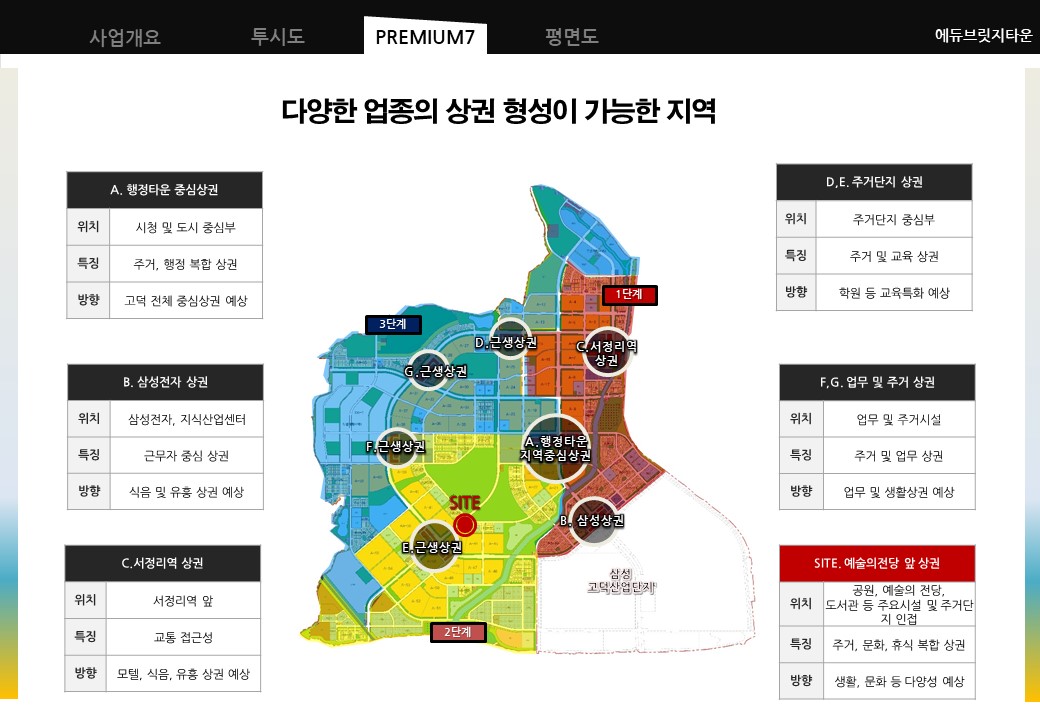 사업개요
투시도
PREMIUM7
평면도
에듀브릿지타운
다양한 업종의 상권 형성이 가능한 지역
A. 행정타운 중심상권
위치 시청 및 도시 중심부
특징 주거, 행정 복합 상권
방향 고덕 전체 중심상권 예상
B. 삼성전자 상권
위치 삼성전자, 지식산업센터
특징 근무자 중심 상권
방향 식음 및 유흥 상권 예상
C.서정리역 상권
위치 서정리역 앞
특징 교통 접근성
방향 모텔, 식음, 유흥 상권 예상
1단계
3단계
D.근생상권
C.서정리역
상권
G.근생상권
A.행정타운
지역중심상권
F.근생상권
SITE
B. 삼성상권
E.근생상권
삼성
고덕산업단지
2단계
D,E. 주거단지 상권
위치 주거단지 중심부
특징 주거 및 교육 상권
방향 학원 등 교육특화 예상
F,G. 업무 및 주거 상권
위치 업무 및 주거시설
특징 주거 및 업무 상권
방향 업무 및 생활상권 예상
SITE. 예술의전당 앞 상권
위치 공원, 예술의 전당,
도서관 등 주요시설 및 주거단
지 인접
특징 주거, 문화, 휴식 복합 상권
방향 생활, 문화 등 다양성 예상